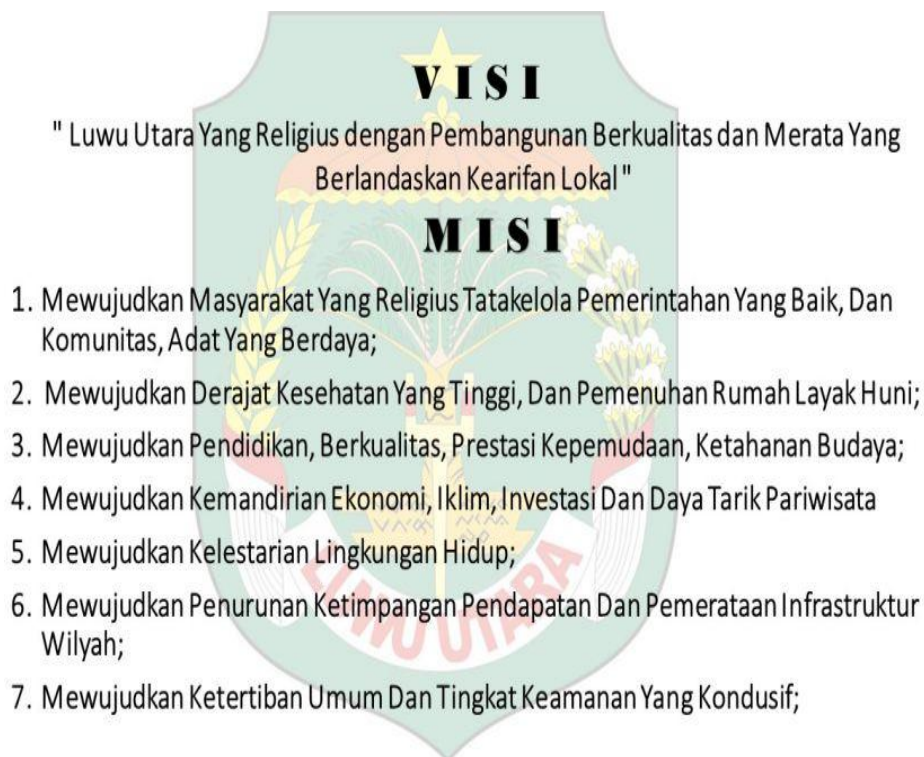 VISI
" Luwu Utara Yang Religius dengan Pembangunan Berkualitas dan Merata Yang
Berlandaskan Kearifan Lokal "
MISI
1. Mewujudkan Masyarakat Yang Religius Tatakelola Pemerintahan Yang Baik, Dan
Komunitas, Adat Yang Berdaya;
2. Mewujudkan Derajat Kesehatan Yang Tinggi, Dan Pemenuhan Rumah Layak Huni;
3. Mewujudkan Pendidikan, Berkualitas, Prestasi Kepemudaan, Ketahanan Budaya;
4. Mewujudkan Kemandirian Ekonomi, Iklim, Investasi Dan Daya Tarik Pariwisata
5. Mewujudkan Kelestarian Lingkungan Hidup;
6. Mewujudkan Penurunan Ketimpangan Pendapatan Dan Pemerataan Infrastruktur
Wilyah;
7. Mewujudkan Ketertiban Umum Dan Tingkat Keamanan Yang Kondusif;
LUWU UTARA